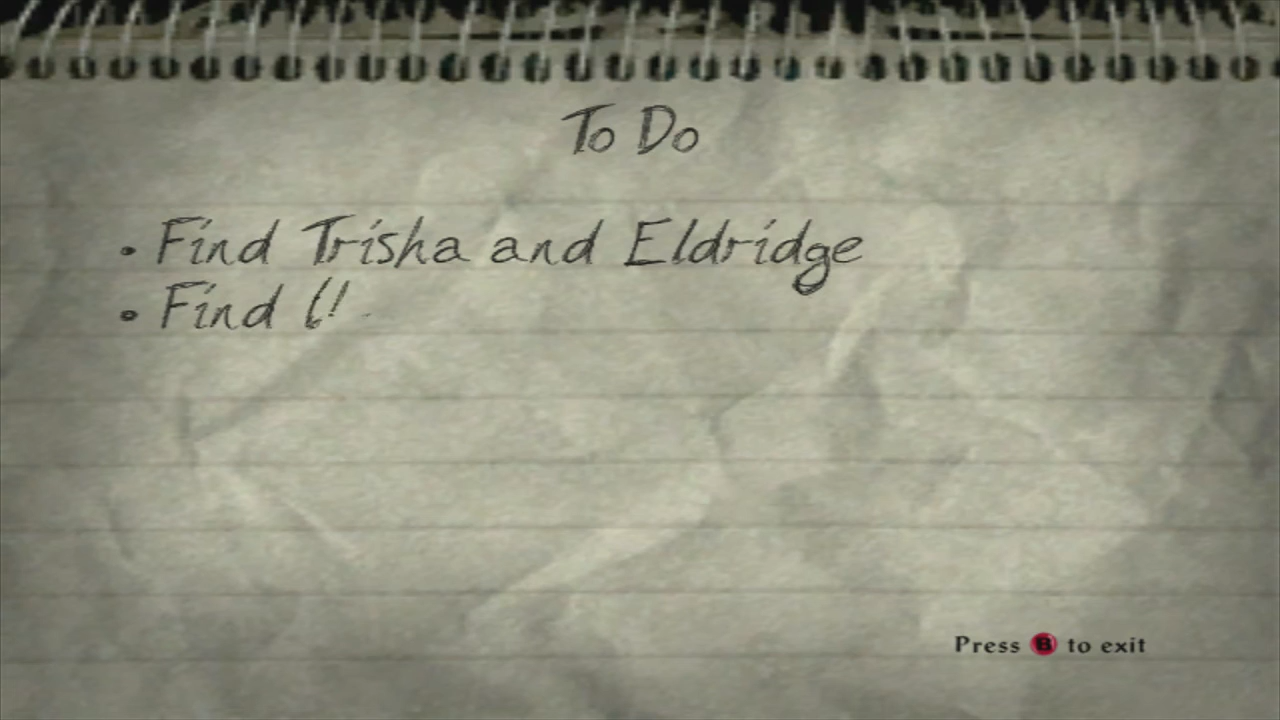 To Do
• Find Trisha and Eldridge
• Find
Press B to exit